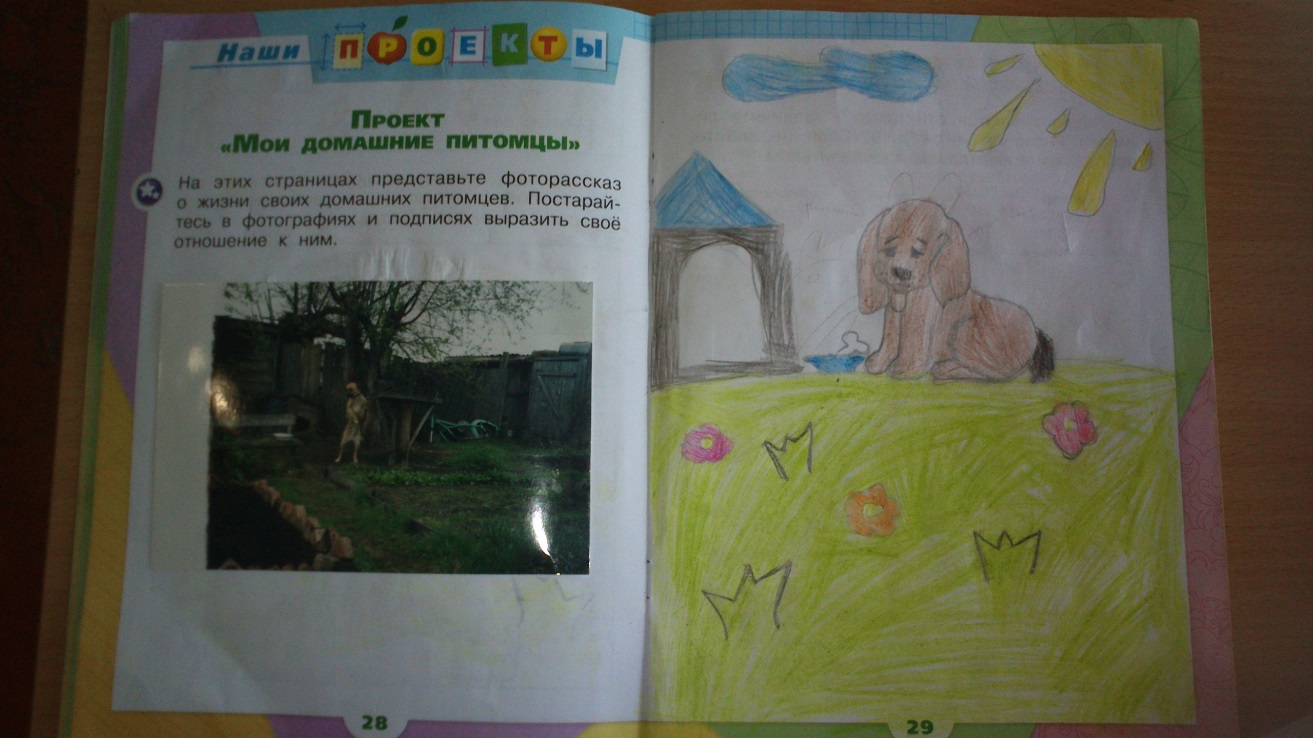 Наши ПРОЕКТЫ
ПРОЕКТ
«МОИ ДОМАШНИЕ ПИТОМЦЫ»
На этих страницах представьте фоторассказ
о жизни своих домашних питомцев. Постарай-
тесь в фотографиях и подписях выразить своё
отношение к ним.
28
29